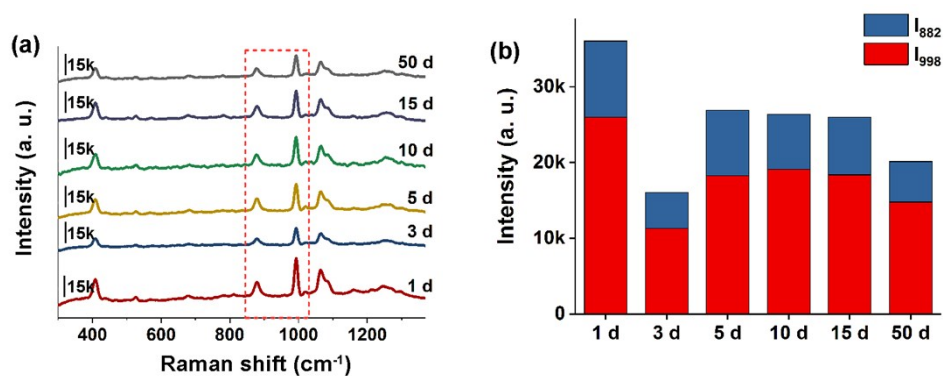 (a)
Intensity (a. u.)
15k 50 d
15k 15 d
15k 10 d
15k 5 d
15k 3 d
15k 1 d
400 600 800 1000 1200
Raman shift (cm⁻¹)
(b)
I₈₈₂
I₉₉₈
Intensity (a. u.)
30k
20k
10k
0
1 d 3 d 5 d 10 d 15 d 50 d